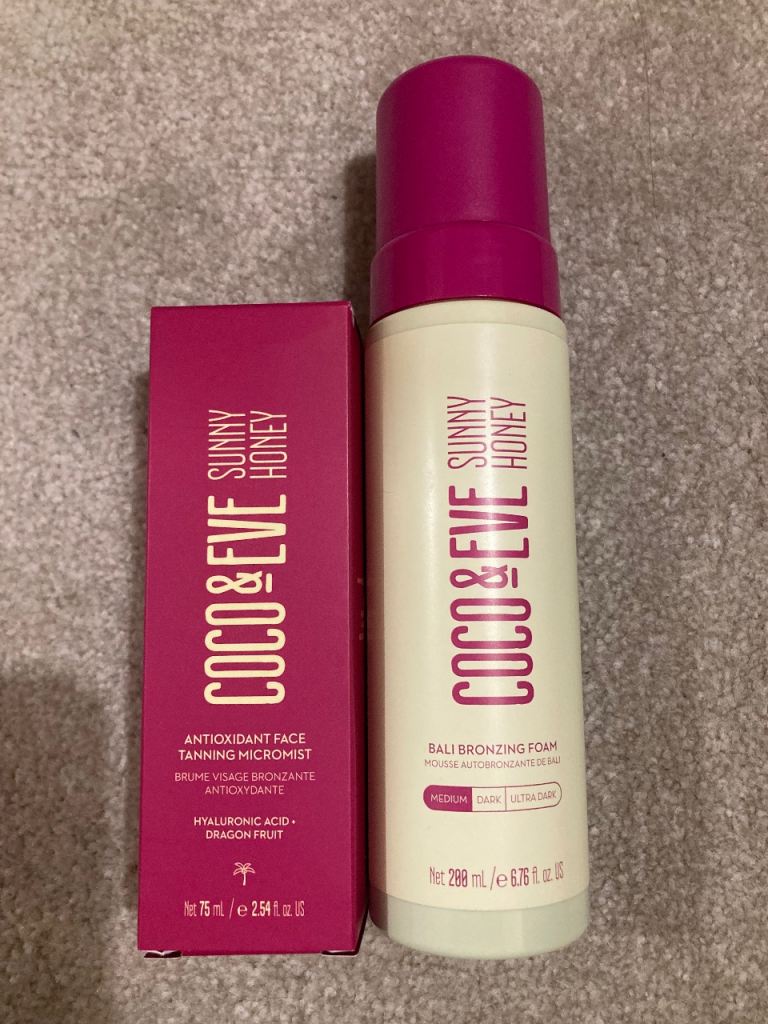 COCO & EVE SUNNY HONEY
ANTIOXIDANT FACE
TANNING MICROMIST
BRUME VISAGE BRONZANTE
ANTIOXYDANTE
HYALURONIC ACID +
DRAGON FRUIT
Net 75 mL / e 2.54 fl. oz. US
COCO & EVE SUNNY HONEY
BALI BRONZING FOAM
MOUSSE AUTOBRONZANTE DE BALI
MEDIUM DARK ULTRA DARK
Net 200 mL / e 6.76 fl. oz. US